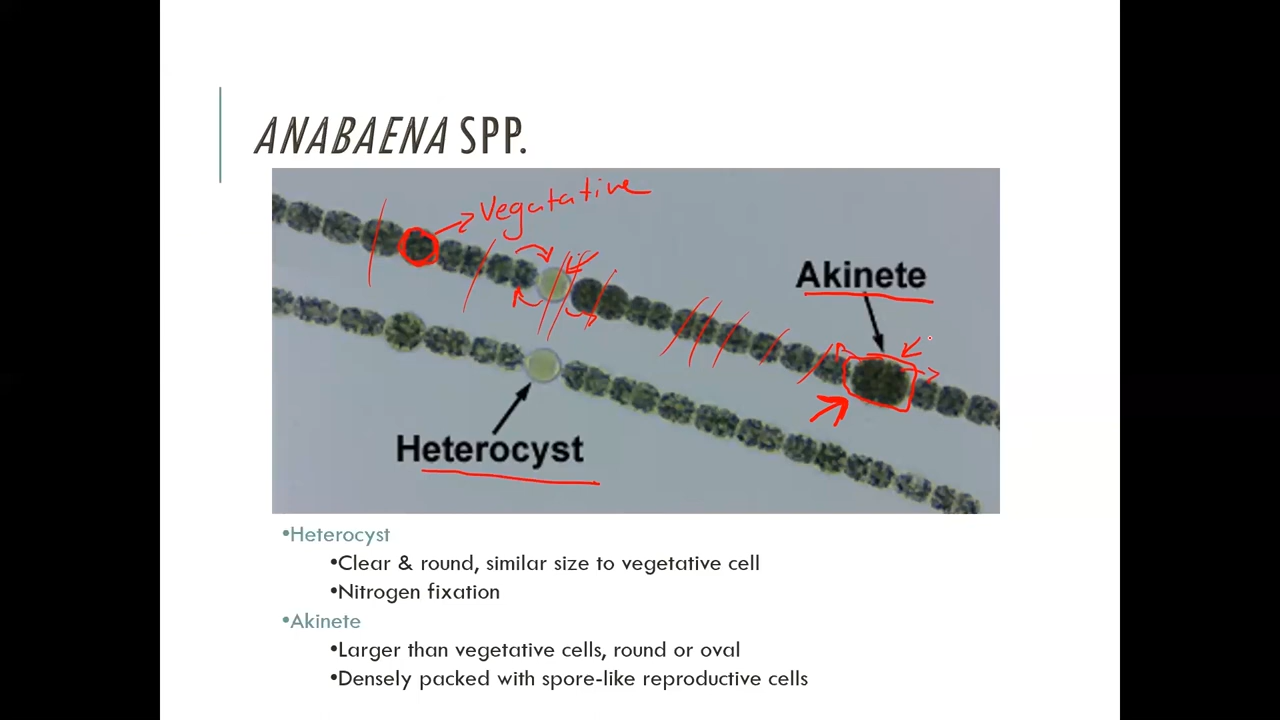 ANABAENA SPP.
Vegatative
Akinete
Heterocyst
•Heterocyst
•Clear & round, similar size to vegetative cell
•Nitrogen fixation
•Akinete
•Larger than vegetative cells, round or oval
•Densely packed with spore-like reproductive cells